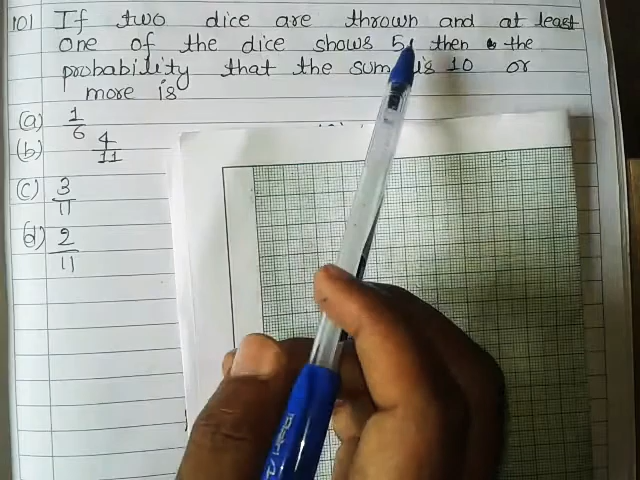 101 If two dice are thrown and at least
one of the dice shows 5, then the
probability that the sum is 10 or
more is
(a) 1/6
(b) 4/11
(c) 3/11
(d) 2/11